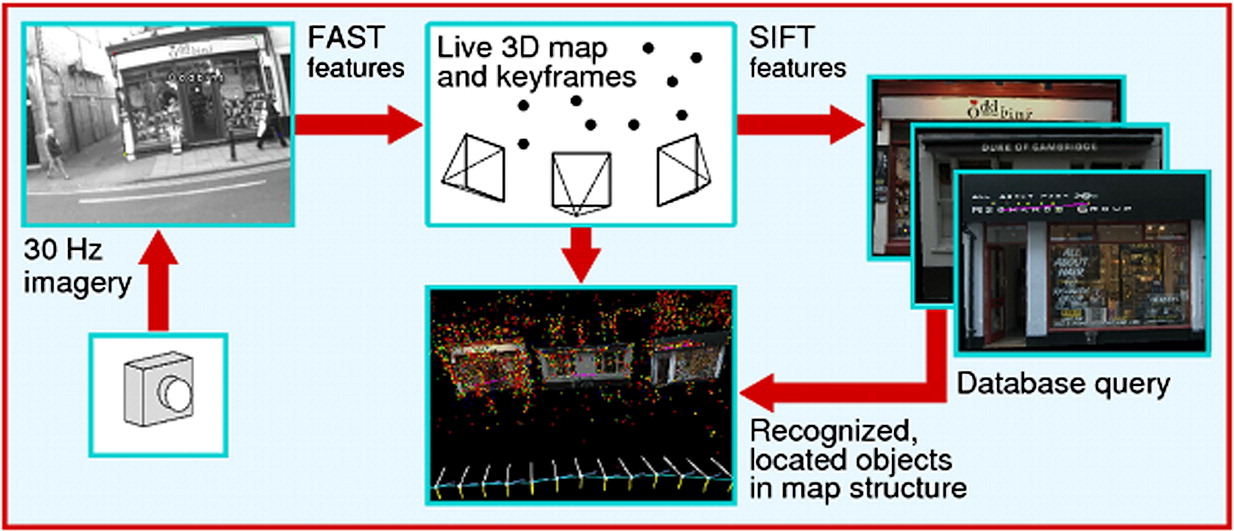 FAST
features
Live 3D map
and keyframes
SIFT
features
Oddbins
Oddbins
DUKE OF CAMBRIDGE
ALL ABOUT HAIR
RICHARDS GROUP
ALL
ABOUT
HAIR
30 Hz
imagery
Database query
Recognized,
located objects
in map structure